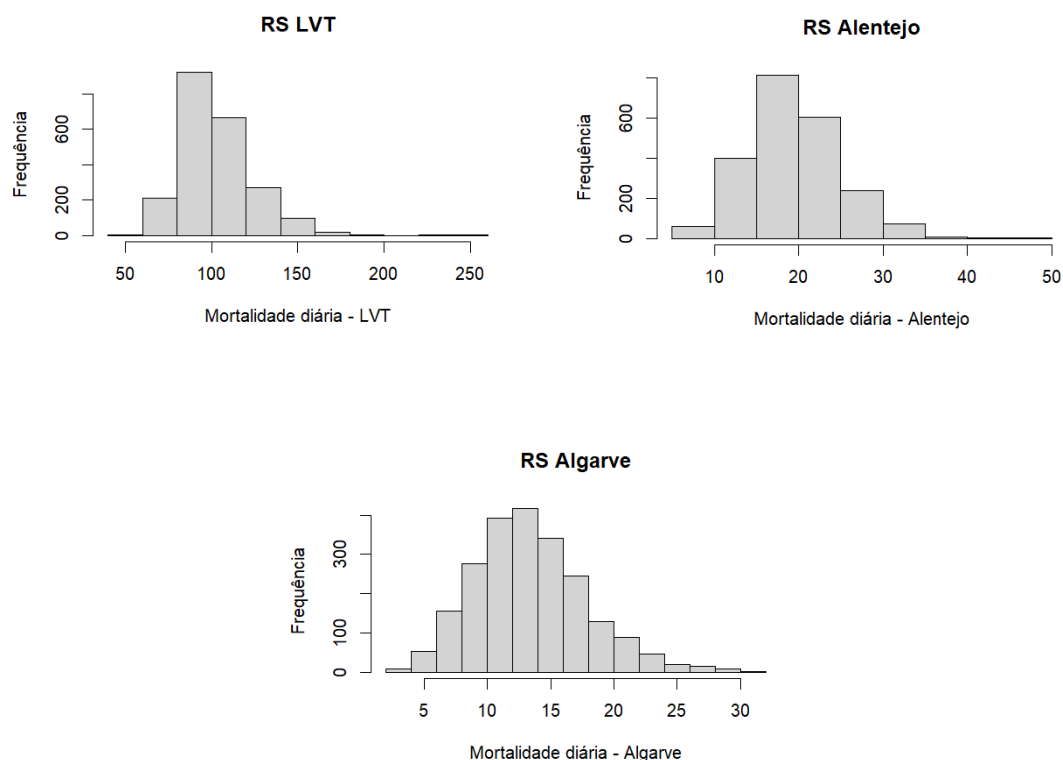 RS LVT
Frequência
200
600
0
50
100
150
200
250
Mortalidade diária - LVT
RS Alentejo
Frequência
600
200
0
10
20
30
40
50
Mortalidade diária - Alentejo
RS Algarve
Frequência
300
100
0
5
10
15
20
25
30
Mortalidade diária - Algarve